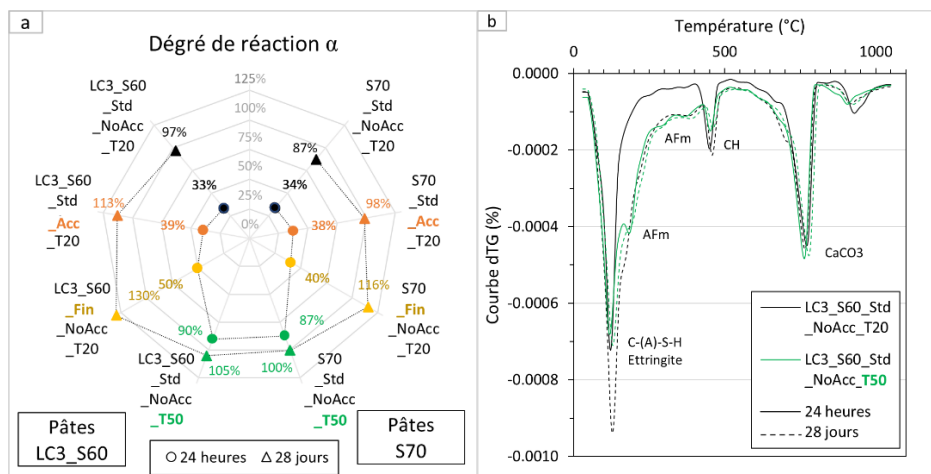 a
Dégré de réaction α
LC3_S60
_Std
_NoAcc
_T20
S70
_Std
_NoAcc
_T20
125%
100%
75%
50%
25%
0%
97%
87%
33%
34%
LC3_S60
_Std
_Acc
_T20
113%
39%
38%
98%
S70
_Std
_Acc
_T20
LC3_S60
_Fin
_NoAcc
_T20
130%
50%
40%
116%
S70
_Fin
_NoAcc
_T20
90%
87%
105%
100%
LC3_S60
_Std
_NoAcc
_T50
S70
_Std
_NoAcc
_T50
Pâtes
LC3_S60
24 heures
28 jours
Pâtes
S70
b
Température (°C)
0
500
1000
0.0000
-0.0002
-0.0004
-0.0006
-0.0008
-0.0010
Courbe dTG (%)
AFm
CH
AFm
CaCO3
C-(A)-S-H
Ettringite
LC3_S60_Std
_NoAcc_T20
LC3_S60_Std
_NoAcc_T50
24 heures
28 jours